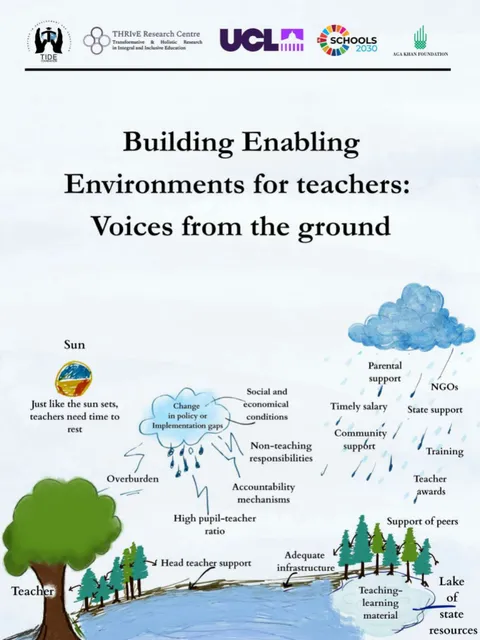 TIDE
THRIvE Research Centre
Transformative & Holistic Research
in Integral and Inclusive Education
UCL
SCHOOLS
2030
AGA KHAN FOUNDATION
Building Enabling
Environments for teachers:
Voices from the ground
Sun
Just like the sun sets,
teachers need time to
rest
Change
in policy or
Implementation gaps
Social and
economical
conditions
Non-teaching
responsibilities
Overburden
Accountability
mechanisms
High pupil-teacher
ratio
Parental
support
NGOs
Timely salary
State support
Community
support
Training
Teacher
awards
Support of peers
Head teacher support
Adequate
infrastructure
Teacher
Teaching-
learning
material
Lake
of
state
resources